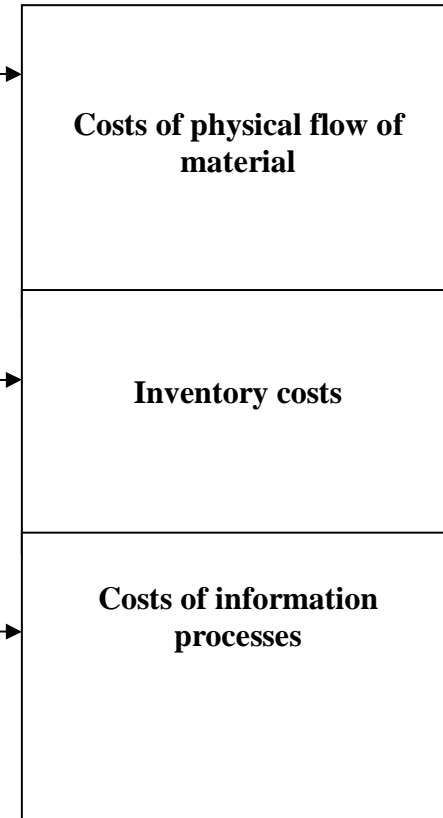 Costs of physical flow of
material
Inventory costs
Costs of information
processes